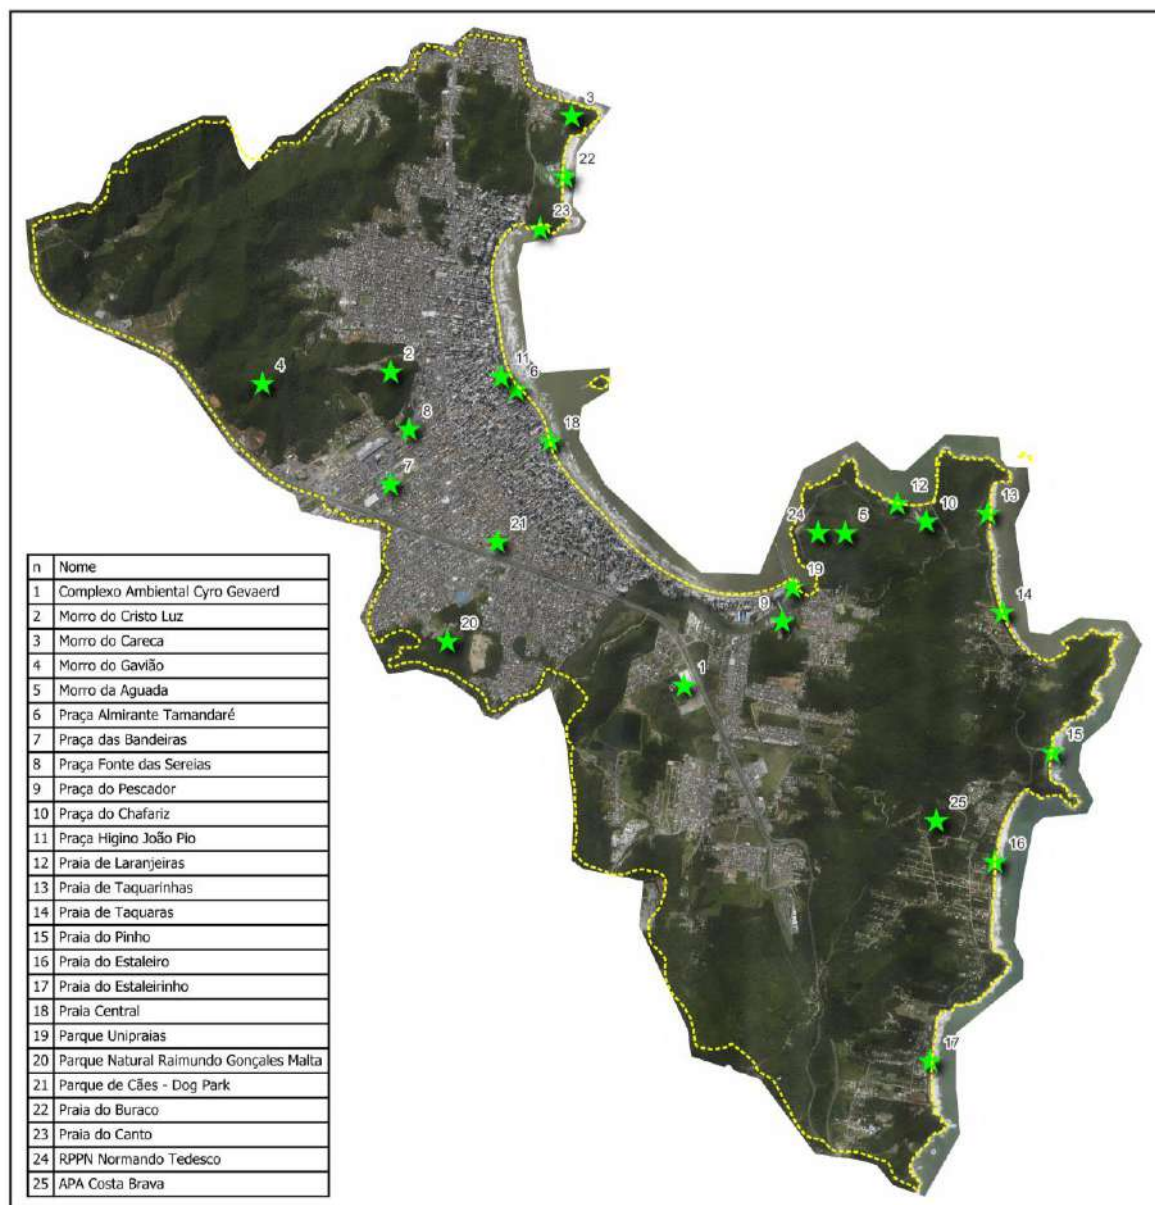 3
22
23
11
6
2
4
8
18
7
12
10
13
24
5
21
19
14
9
20
1
15
25
16
17
n Nome
1 Complexo Ambiental Cyro Gevaerd
2 Morro do Cristo Luz
3 Morro do Careca
4 Morro do Gavião
5 Morro da Aguada
6 Praça Almirante Tamandaré
7 Praça das Bandeiras
8 Praça Fonte das Sereias
9 Praça do Pescador
10 Praça do Chafariz
11 Praça Higino João Pio
12 Praia de Laranjeiras
13 Praia de Taquarinhas
14 Praia de Taquaras
15 Praia do Pinho
16 Praia do Estaleiro
17 Praia do Estaleirinho
18 Praia Central
19 Parque Unipraias
20 Parque Natural Raimundo Gonçales Malta
21 Parque de Cães - Dog Park
22 Praia do Buraco
23 Praia do Canto
24 RPPN Normando Tedesco
25 APA Costa Brava